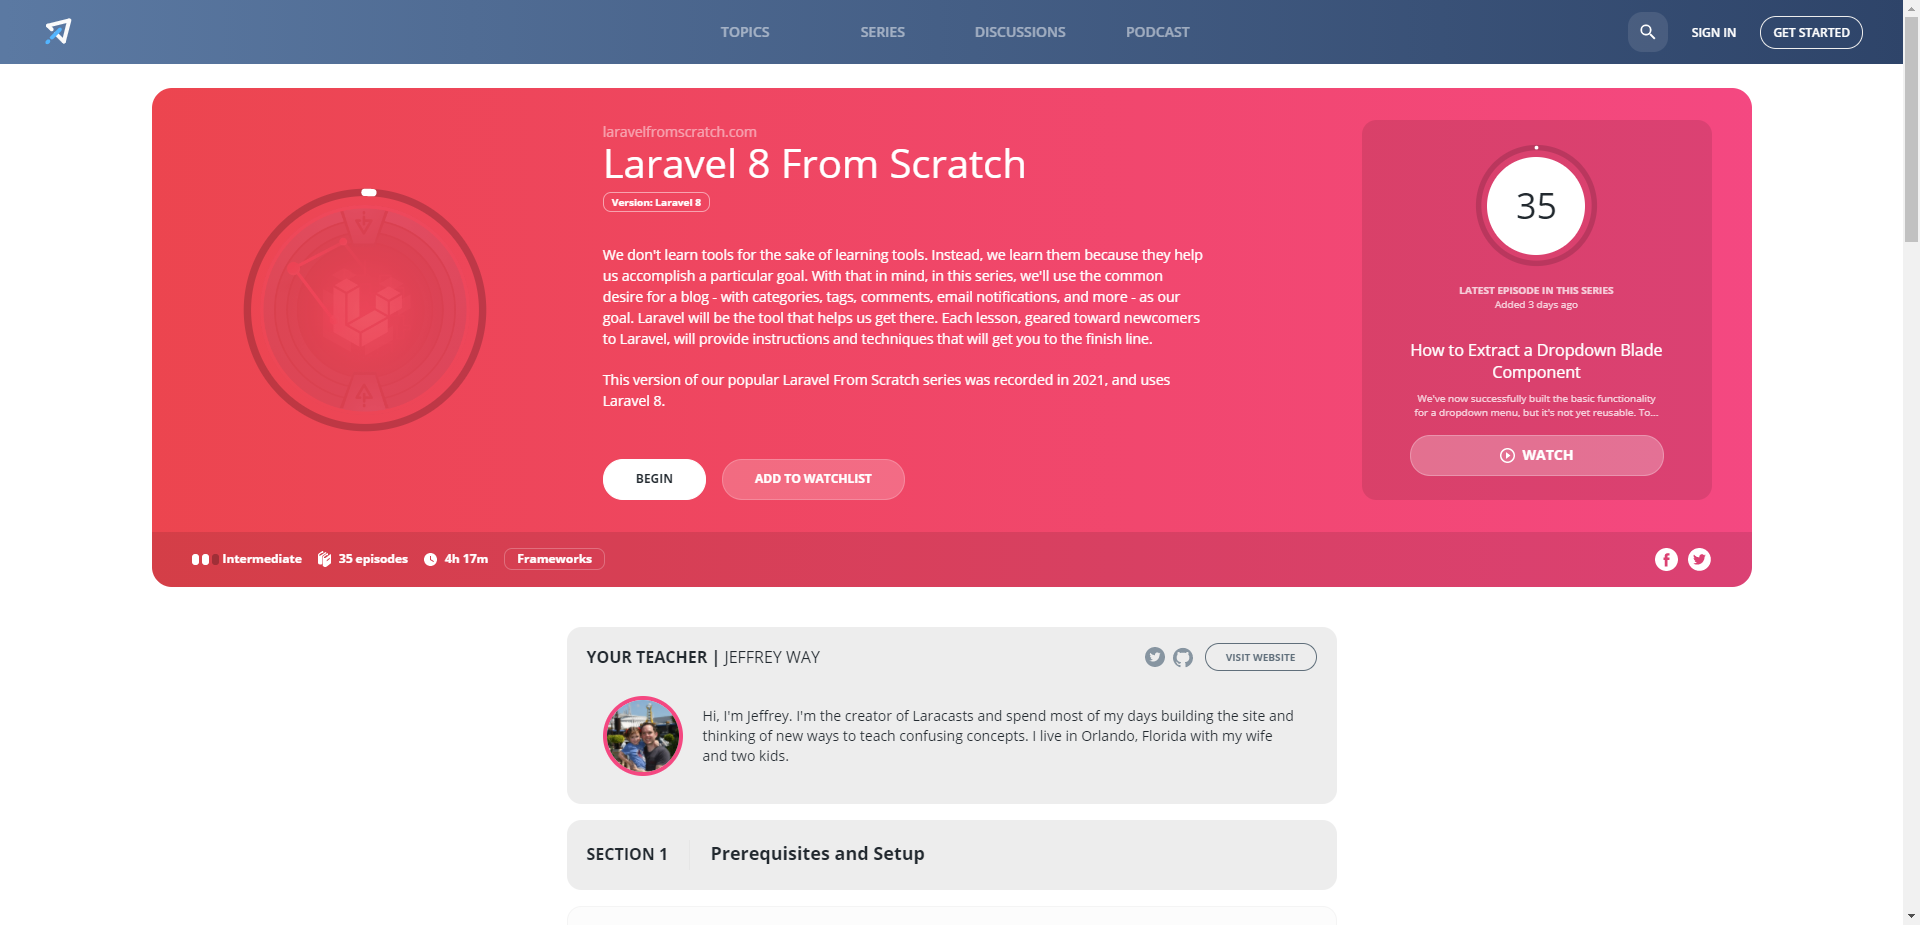 TOPICS
SERIES
DISCUSSIONS
PODCAST
SIGN IN
GET STARTED
laravelfromscratch.com
Laravel 8 From Scratch
Version: Laravel 8
We don't learn tools for the sake of learning tools. Instead, we learn them because they help
us accomplish a particular goal. With that in mind, in this series, we'll use the common
desire for a blog - with categories, tags, comments, email notifications, and more - as our
goal. Laravel will be the tool that helps us get there. Each lesson, geared toward newcomers
to Laravel, will provide instructions and techniques that will get you to the finish line.
This version of our popular Laravel From Scratch series was recorded in 2021, and uses
Laravel 8.
BEGIN
ADD TO WATCHLIST
35
LATEST EPISODE IN THIS SERIES
Added 3 days ago
How to Extract a Dropdown Blade
Component
We've now successfully built the basic functionality
for a dropdown menu, but it's not yet reusable. To...
WATCH
Intermediate
35 episodes
4h 17m
Frameworks
YOUR TEACHER | JEFFREY WAY
VISIT WEBSITE
Hi, I'm Jeffrey. I'm the creator of Laracasts and spend most of my days building the site and
thinking of new ways to teach confusing concepts. I live in Orlando, Florida with my wife
and two kids.
SECTION 1
Prerequisites and Setup